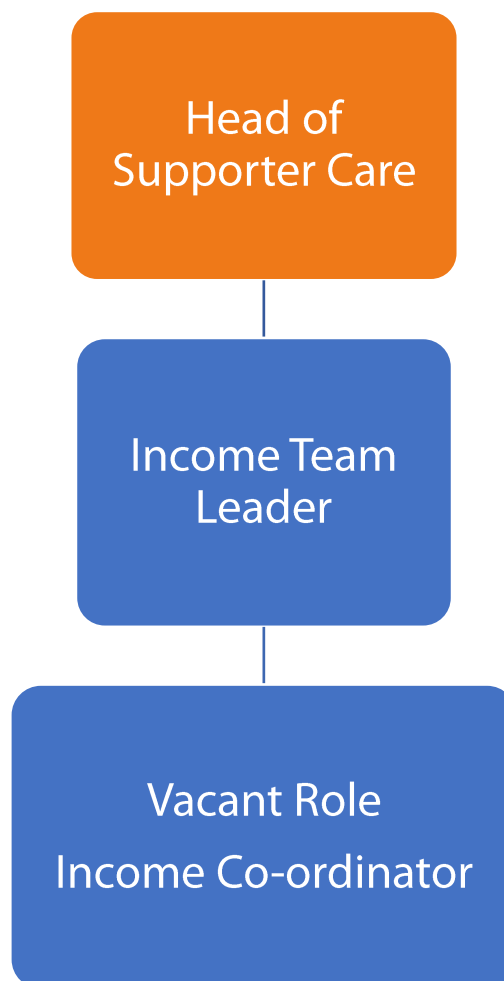 Head of
Supporter Care
Income Team
Leader
Vacant Role
Income Co-ordinator